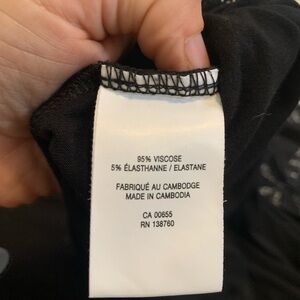 95% VISCOSE
5% ÉLASTHANNE / ELASTANE
FABRIQUÉ AU CAMBODGE
MADE IN CAMBODIA
CA 00655
RN 138760